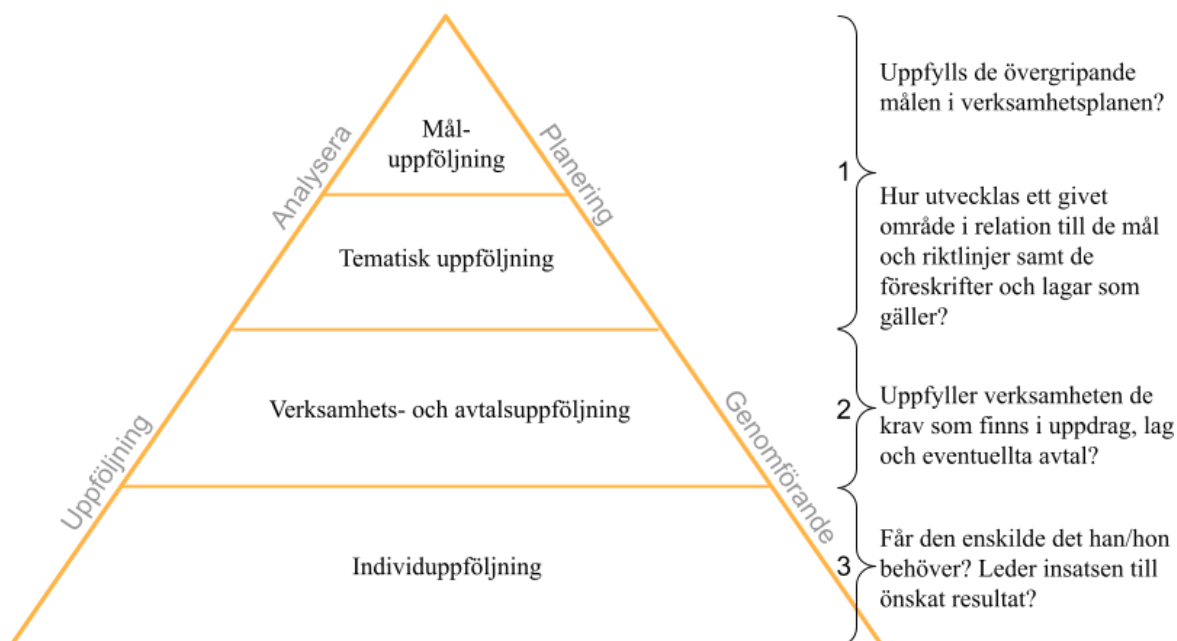 Mål-
uppföljning
Tematisk uppföljning
Verksamhets- och avtalsuppföljning
Individuppföljning
Analysera
Planering
Uppföljning
Genomförande
1
Uppfylls de övergripande
målen i verksamhetsplanen?
Hur utvecklas ett givet
område i relation till de mål
och riktlinjer samt de
föreskrifter och lagar som
gäller?
2
Uppfyller verksamheten de
krav som finns i uppdrag, lag
och eventuellta avtal?
3
Får den enskilde det han/hon
behöver? Leder insatsen till
önskat resultat?